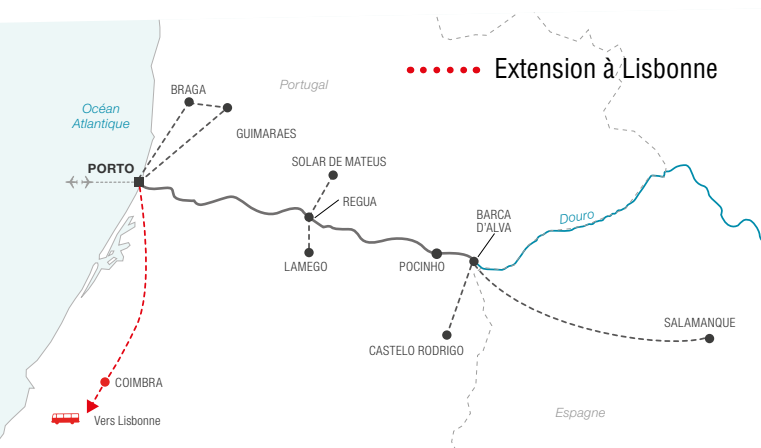 Extension à Lisbonne
Portugal
BRAGA
Océan
Atlantique
GUIMARAES
PORTO
SOLAR DE MATEUS
REGUA
BARCA
D'ALVA
Douro
LAMEGO
POCINHO
SALAMANQUE
CASTELO RODRIGO
COIMBRA
Vers Lisbonne
Espagne